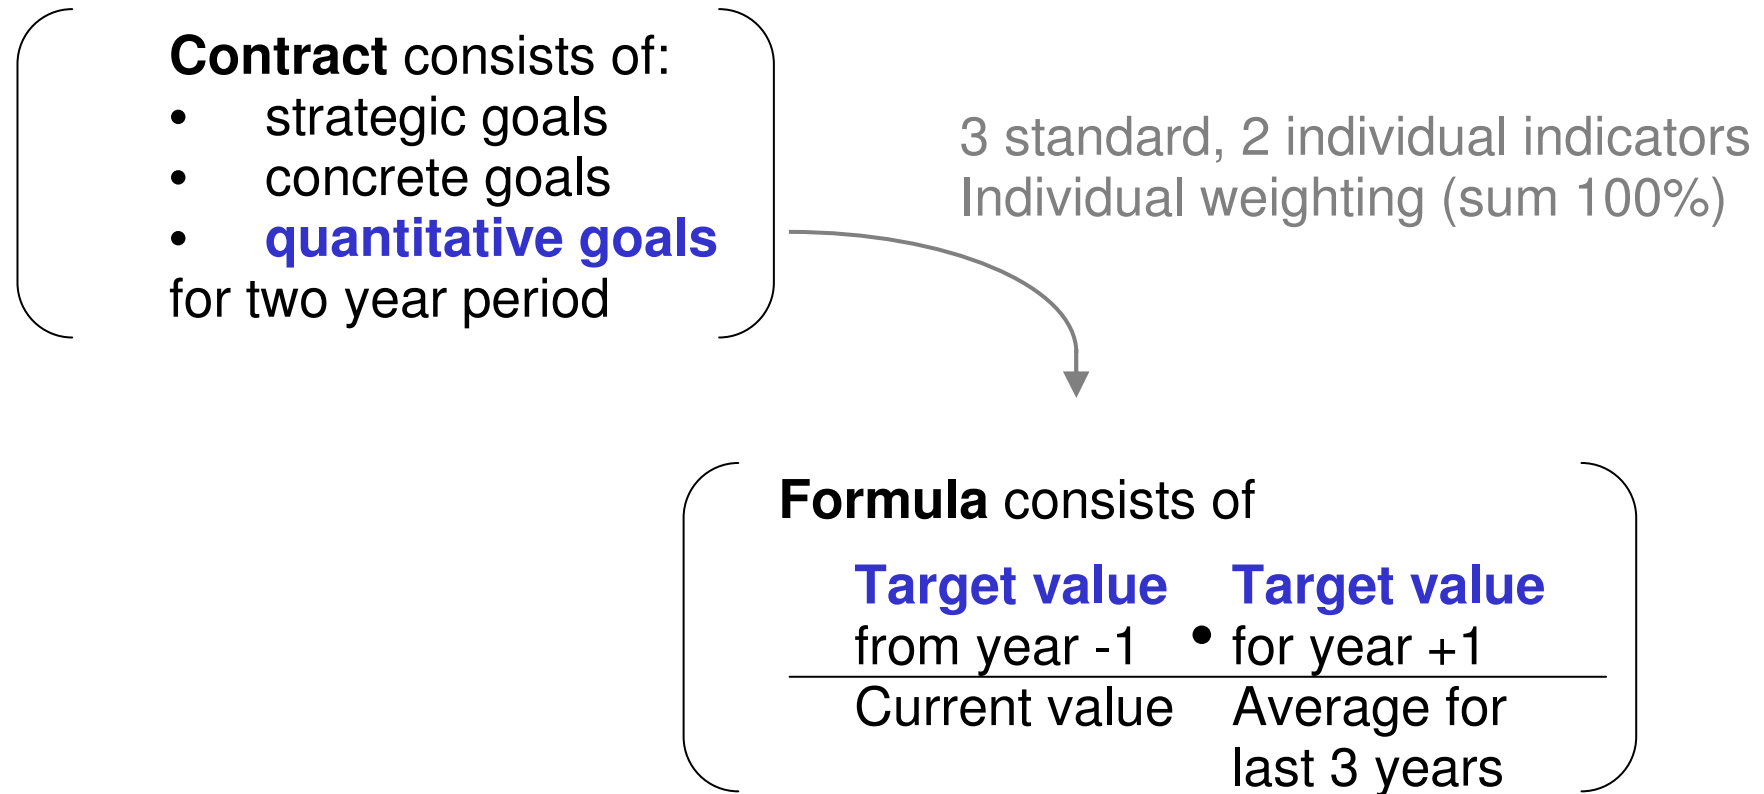 Contract consists of:
• strategic goals
• concrete goals
• quantitative goals
for two year period
3 standard, 2 individual indicators
Individual weighting (sum 100%)
Formula consists of
Target value Target value
from year -1 • for year +1
Current value Average for
last 3 years